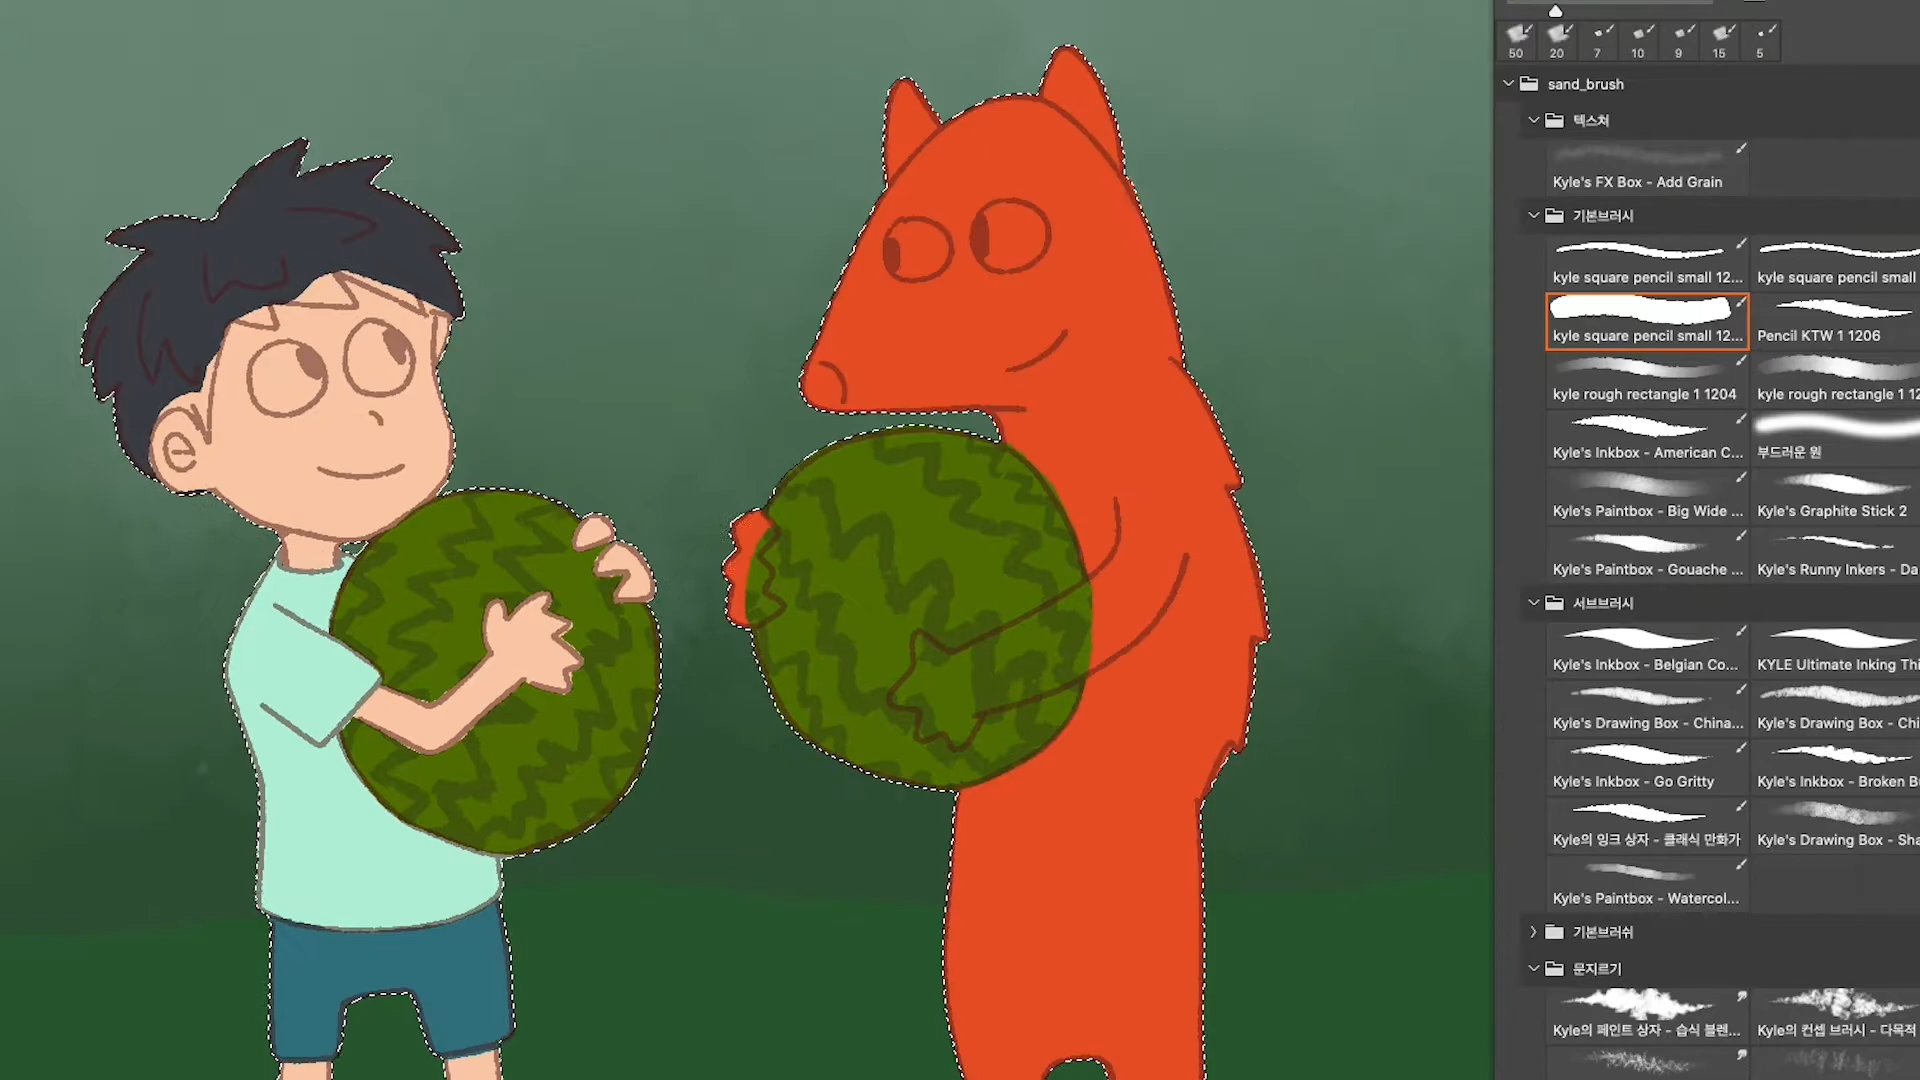 50 20 7 10 9 15 5
sand_brush
텍스쳐
Kyle's FX Box - Add Grain
기본브러시
kyle square pencil small 12... kyle square pencil small
kyle square pencil small 12... Pencil KTW 1 1206
kyle rough rectangle 1 1204 kyle rough rectangle 1 12
Kyle's Inkbox - American C... 부드러운 원
Kyle's Paintbox - Big Wide ... Kyle's Graphite Stick 2
Kyle's Paintbox - Gouache ... Kyle's Runny Inkers - Da
서브브러시
Kyle's Inkbox - Belgian Co... KYLE Ultimate Inking Thi
Kyle's Drawing Box - China... Kyle's Drawing Box - Chi
Kyle's Inkbox - Go Gritty Kyle's Inkbox - Broken B
Kyle의 잉크 상자 - 클래식 만화가 Kyle's Drawing Box - Sha
Kyle's Paintbox - Watercol...
기본브러쉬
문지르기
Kyle의 페인트 상자 - 습식 블렌... Kyle의 컨셉 브러시 - 다목적